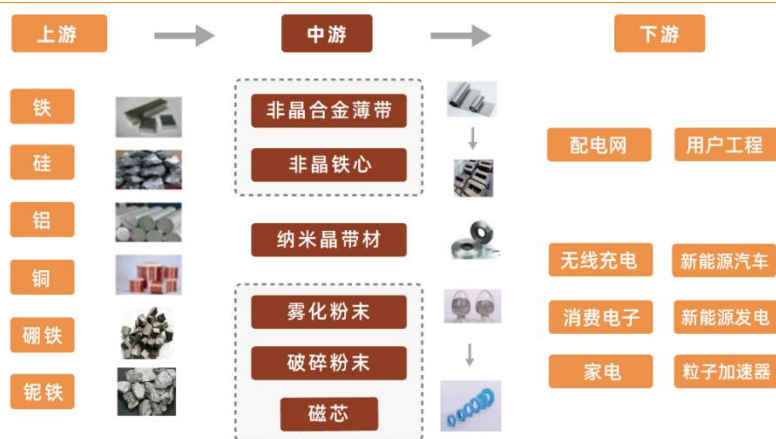 上游
中游
下游
铁
硅
铝
铜
硼铁
铌铁
非晶合金薄带
非晶铁心
纳米晶带材
雾化粉末
破碎粉末
磁芯
配电网
用户工程
无线充电
新能源汽车
消费电子
新能源发电
家电
粒子加速器